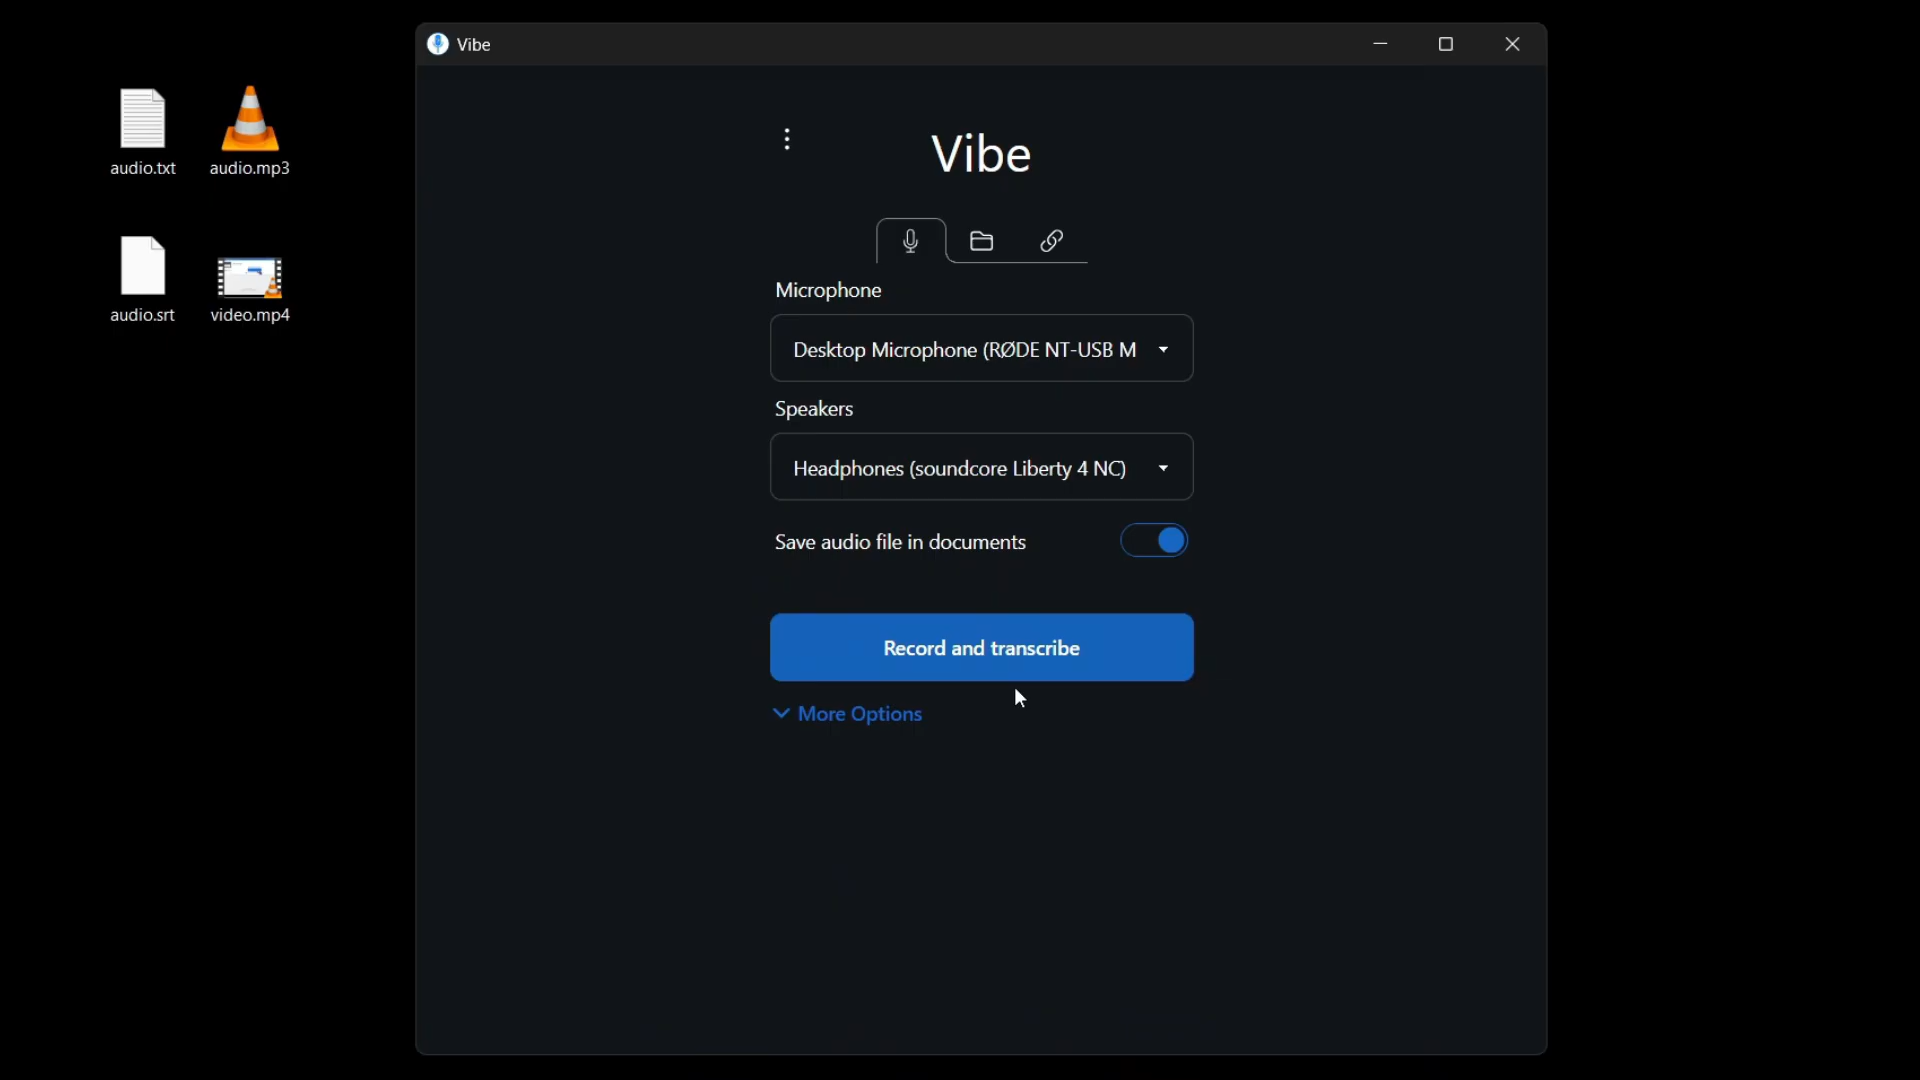 Vibe
audio.txt
audio.mp3
audio.srt
video.mp4
Vibe
Microphone
Desktop Microphone (RØDE NT-USB M
Speakers
Headphones (soundcore Liberty 4 NC)
Save audio file in documents
Record and transcribe
More Options